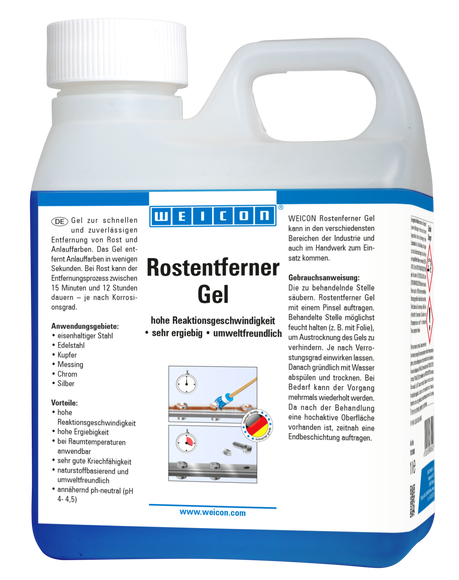 WEICON®
Rostentferner
Gel
hohe Reaktionsgeschwindigkeit
• sehr ergiebig • umweltfreundlich
DE Gel zur schnellen
und zuverlässigen
Entfernung von Rost und
Anlauffarben. Das Gel ent-
fernt Anlauffarben in wenigen
Sekunden. Bei Rost kann der
Entfernungsprozess zwischen
15 Minuten und 12 Stunden
dauern – je nach Korrosi-
onsgrad.
Anwendungsgebiete:
• eisenhaltiger Stahl
• Edelstahl
• Kupfer
• Messing
• Chrom
• Silber
Vorteile:
• hohe
Reaktionsgeschwindigkeit
• hohe Ergiebigkeit
• bei Raumtemperaturen
anwendbar
• sehr gute Kriechfähigkeit
• naturstoffbasierend und
umweltfreundlich
• annähernd ph-neutral (pH
4- 4,5)
WEICON Rostentferner Gel
kann in den verschiedensten
Bereichen der Industrie und
auch im Handwerk zum Ein-
satz kommen.
Gebrauchsanweisung:
Die zu behandelnde Stelle
säubern. Rostentferner Gel
mit einem Pinsel auftragen.
Behandelte Stelle möglichst
feucht halten (z. B. mit Folie),
um Austrocknung des Gels zu
verhindern. Je nach Verro-
stungsgrad einwirken lassen.
Danach gründlich mit Wasser
abspülen und trocknen. Bei
Bedarf kann der Vorgang
mehrmals wiederholt werden.
Da nach der Behandlung
eine hochaktive Oberfläche
vorhanden ist, zeitnah eine
Endbeschichtung auftragen.
www.weicon.com